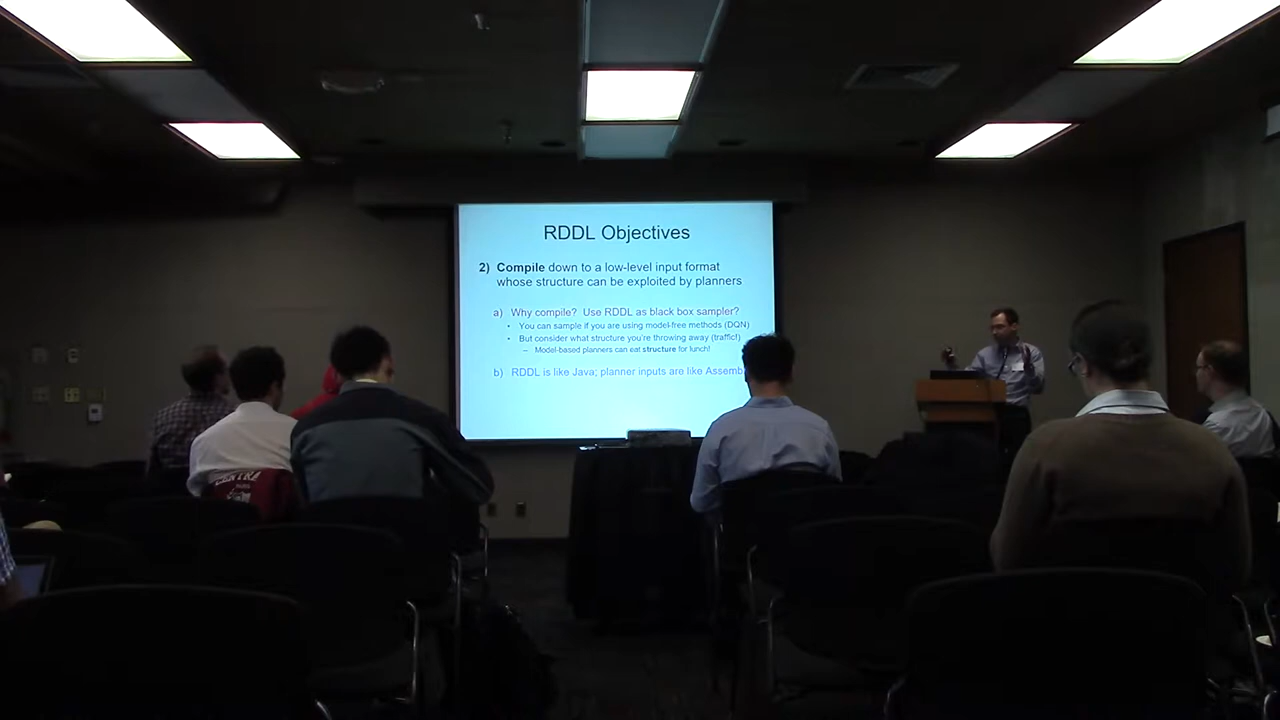 RDDL Objectives
2) Compile down to a low-level input format
whose structure can be exploited by planners
a) Why compile? Use RDDL as black box sampler?
• You can sample if you are using model-free methods (DQN)
• But consider what structure you're throwing away (traffic!)
– Model-based planners can eat structure for lunch!
b) RDDL is like Java; planner inputs are like Assemb
CENTRA